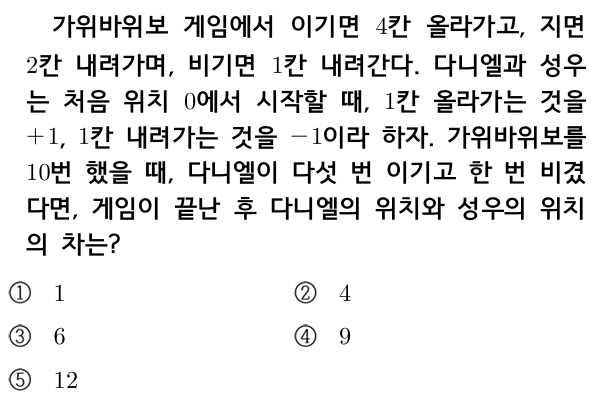 가위바위보 게임에서 이기면 4칸 올라가고, 지면
2칸 내려가며, 비기면 1칸 내려간다. 다니엘과 성우
는 처음 위치 0에서 시작할 때, 1칸 올라가는 것을
+1, 1칸 내려가는 것을 −1이라 하자. 가위바위보를
10번 했을 때, 다니엘이 다섯 번 이기고 한 번 비겼
다면, 게임이 끝난 후 다니엘의 위치와 성우의 위치
의 차는?
① 1 ② 4
③ 6 ④ 9
⑤ 12